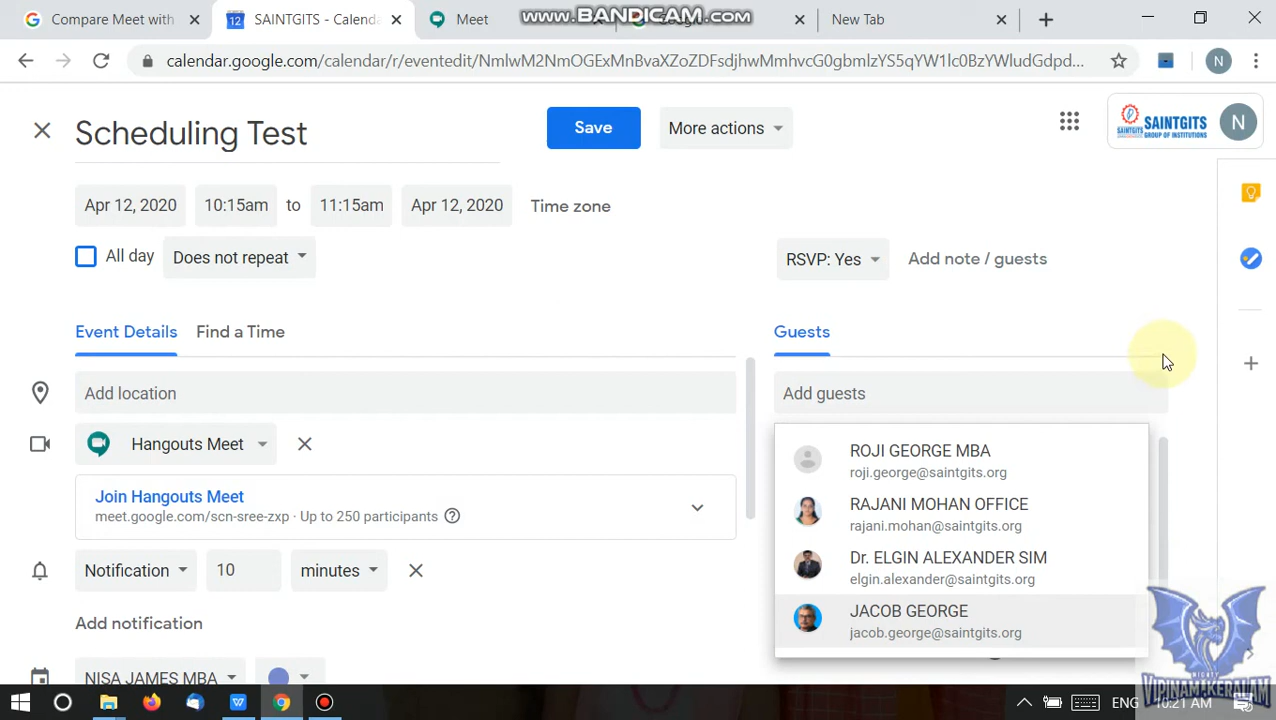 Compare Meet with
SAINTGITS - Calenda
Meet
www.BANDICAM.com
New Tab
calendar.google.com/calendar/r/eventedit/NmlwM2NmOGExMnBvaXZoZDFsdjhwMmhvcG0gbmlzYS5qYW1lc0BzYWludGdpd...
N
Scheduling Test
Save
More actions
SAINTGITS
GROUP OF INSTITUTIONS
N
Apr 12, 2020
10:15am
to
11:15am
Apr 12, 2020
Time zone
All day
Does not repeat
RSVP: Yes
Add note / guests
Event Details
Find a Time
Guests
Add location
Add guests
Hangouts Meet
Join Hangouts Meet
meet.google.com/scn-sree-zxp · Up to 250 participants
ROJI GEORGE MBA
roji.george@saintgits.org
RAJANI MOHAN OFFICE
rajani.mohan@saintgits.org
Dr. ELGIN ALEXANDER SIM
elgin.alexander@saintgits.org
JACOB GEORGE
jacob.george@saintgits.org
Notification
10
minutes
Add notification
NISA JAMES MBA
MIGHTY
VIPINAM.KERALAM
ENG
10:21 AM